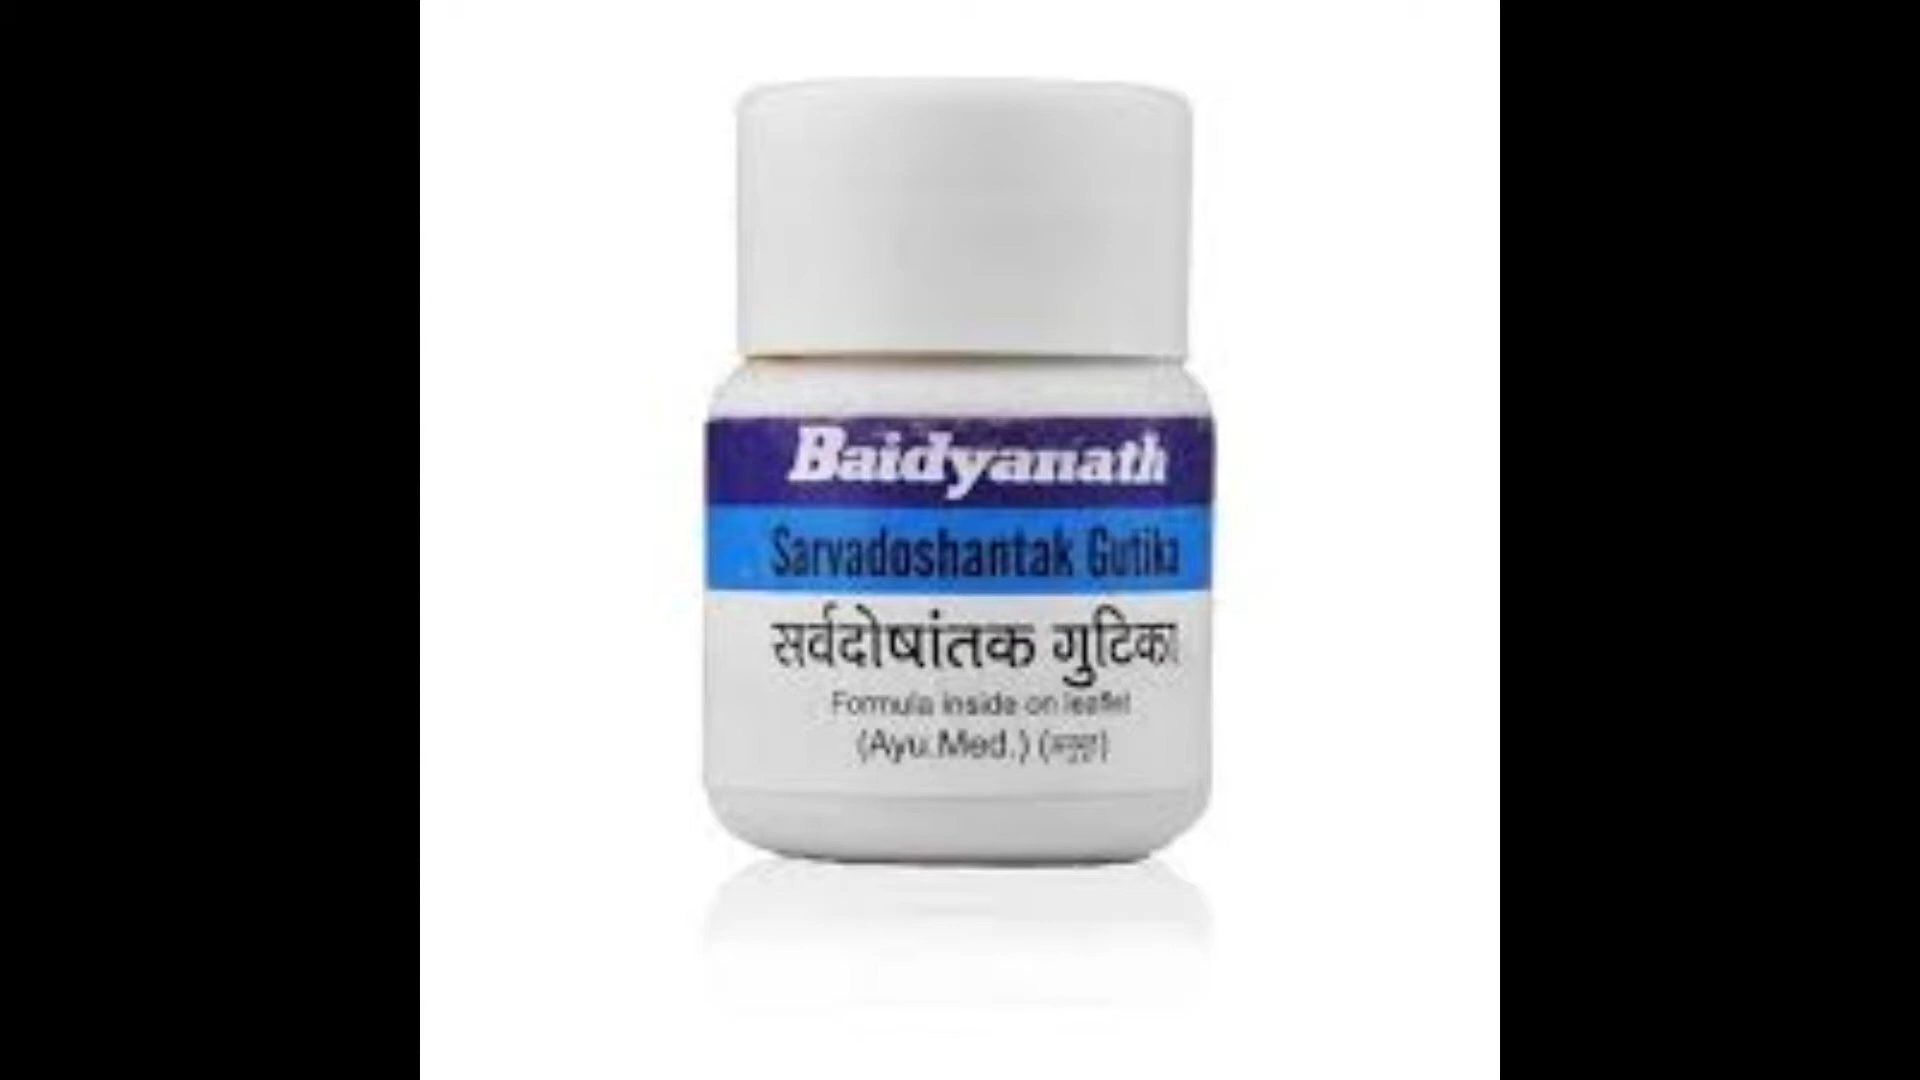 Baidyanath
Sarvadoshantak Gutika
सर्वदोषांतक गुटिका
Formula inside on leaflet
(Ayu.Med.)